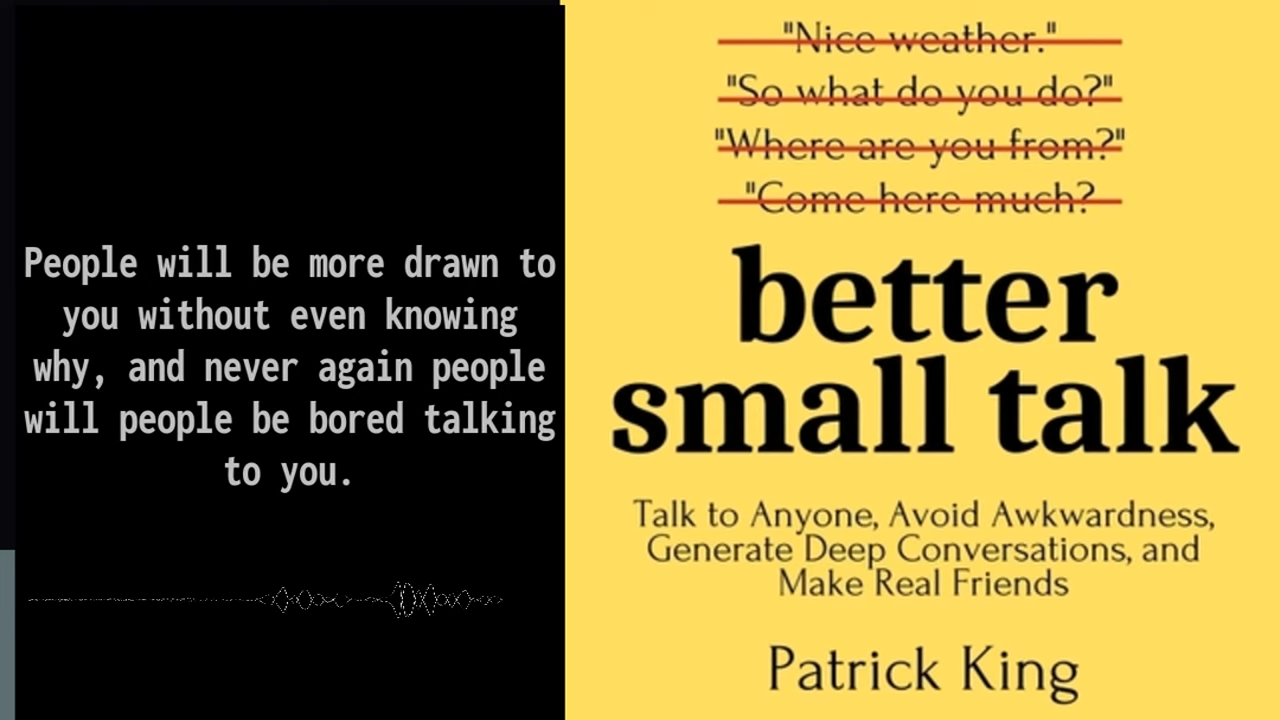 People will be more drawn to
you without even knowing
why, and never again people
will people be bored talking
to you.
"Nice weather."
"So what do you do?"
"Where are you from?"
"Come here much?
better
small talk
Talk to Anyone, Avoid Awkwardness,
Generate Deep Conversations, and
Make Real Friends
Patrick King